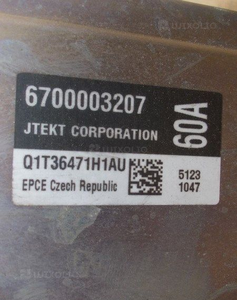 6700003207
JTEKT CORPORATION
60A
Q1T36471H1AU
EPCE Czech Republic
5123
1047